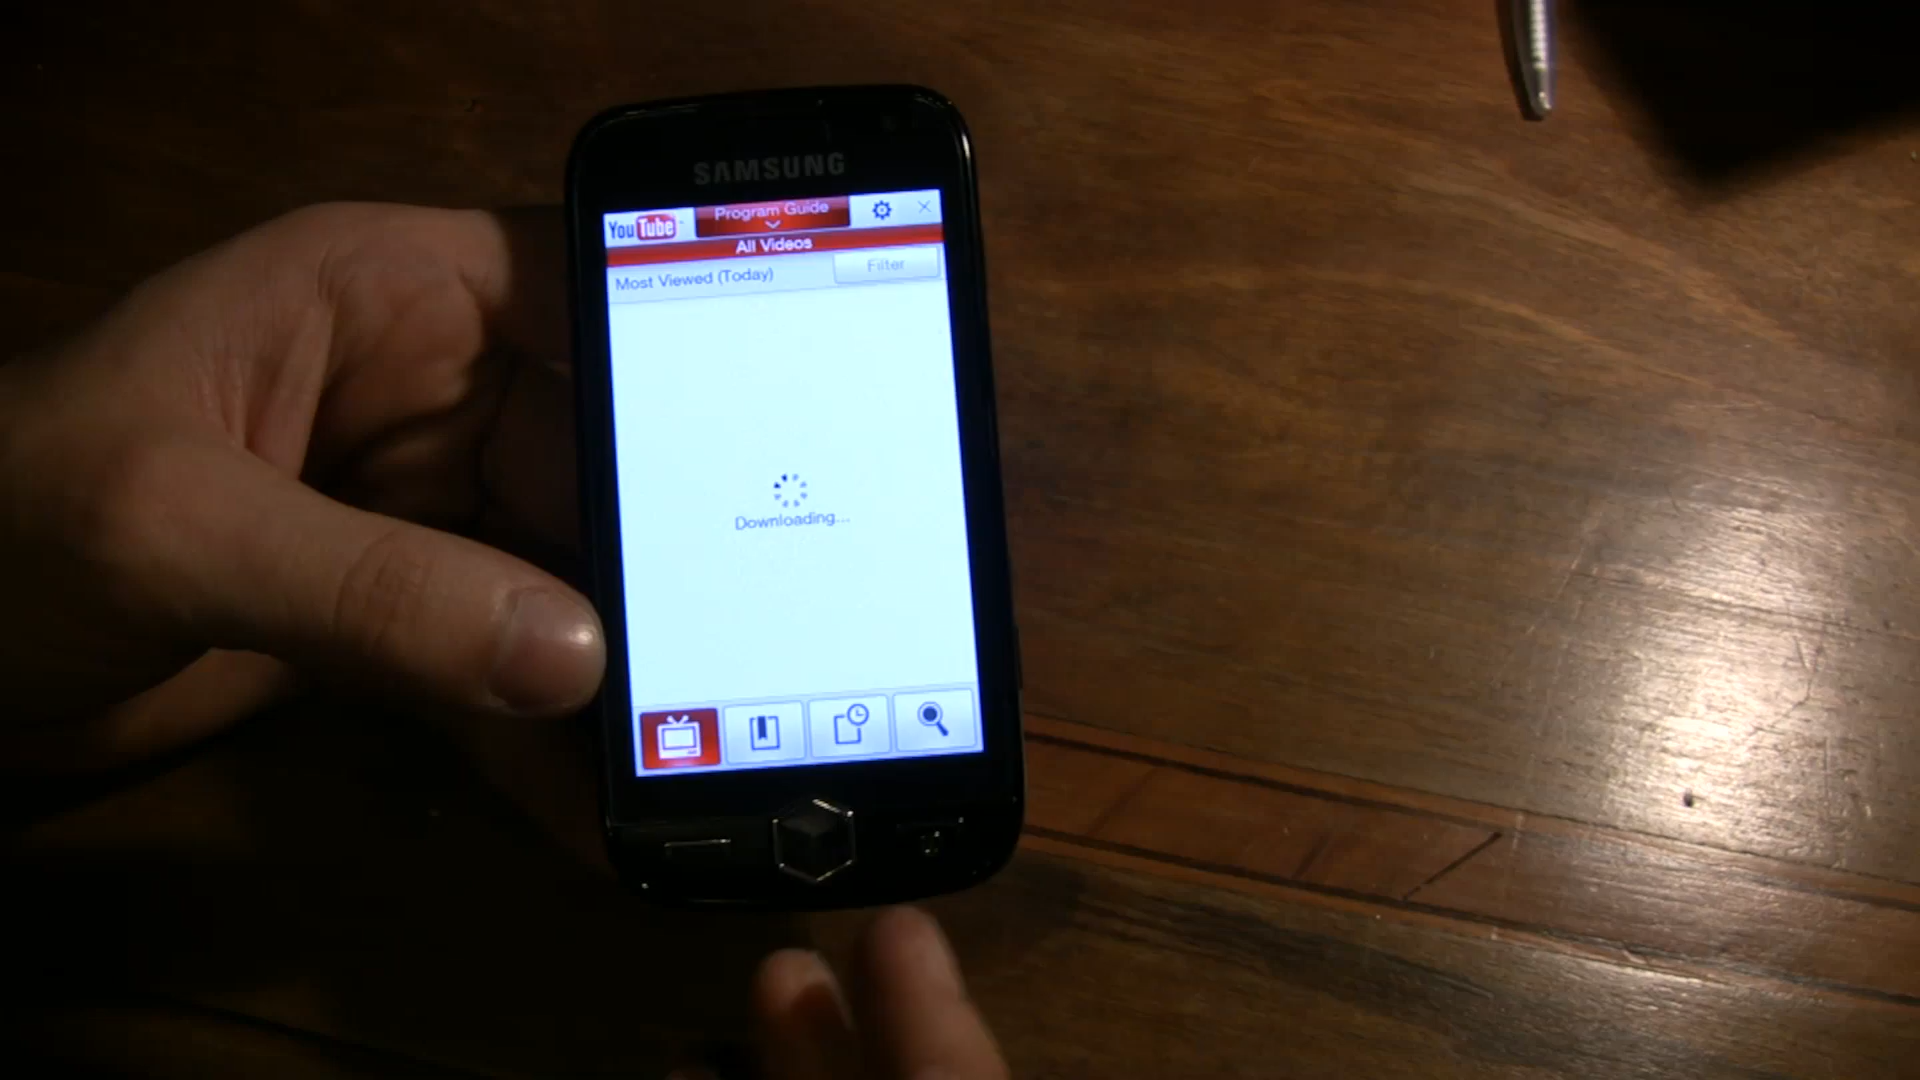 SAMSUNG
YouTube
Program Guide
All Videos
Most Viewed (Today)
Filter
Downloading...